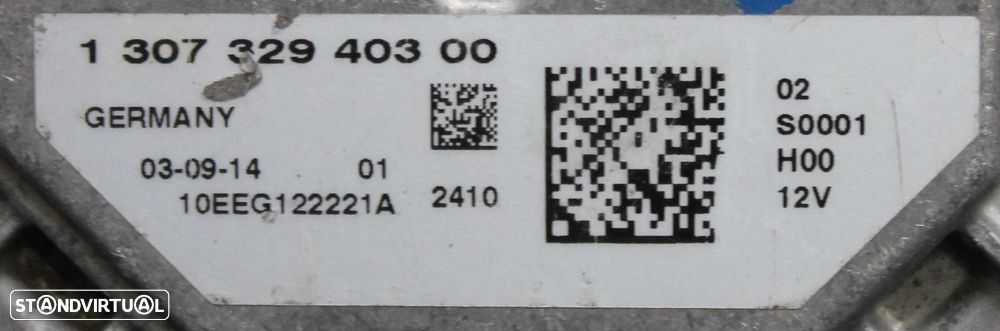 1 307 329 403 00
GERMANY
03-09-14 01
10EEG122221A 2410
02
S0001
H00
12V
STANDVIRTUAL